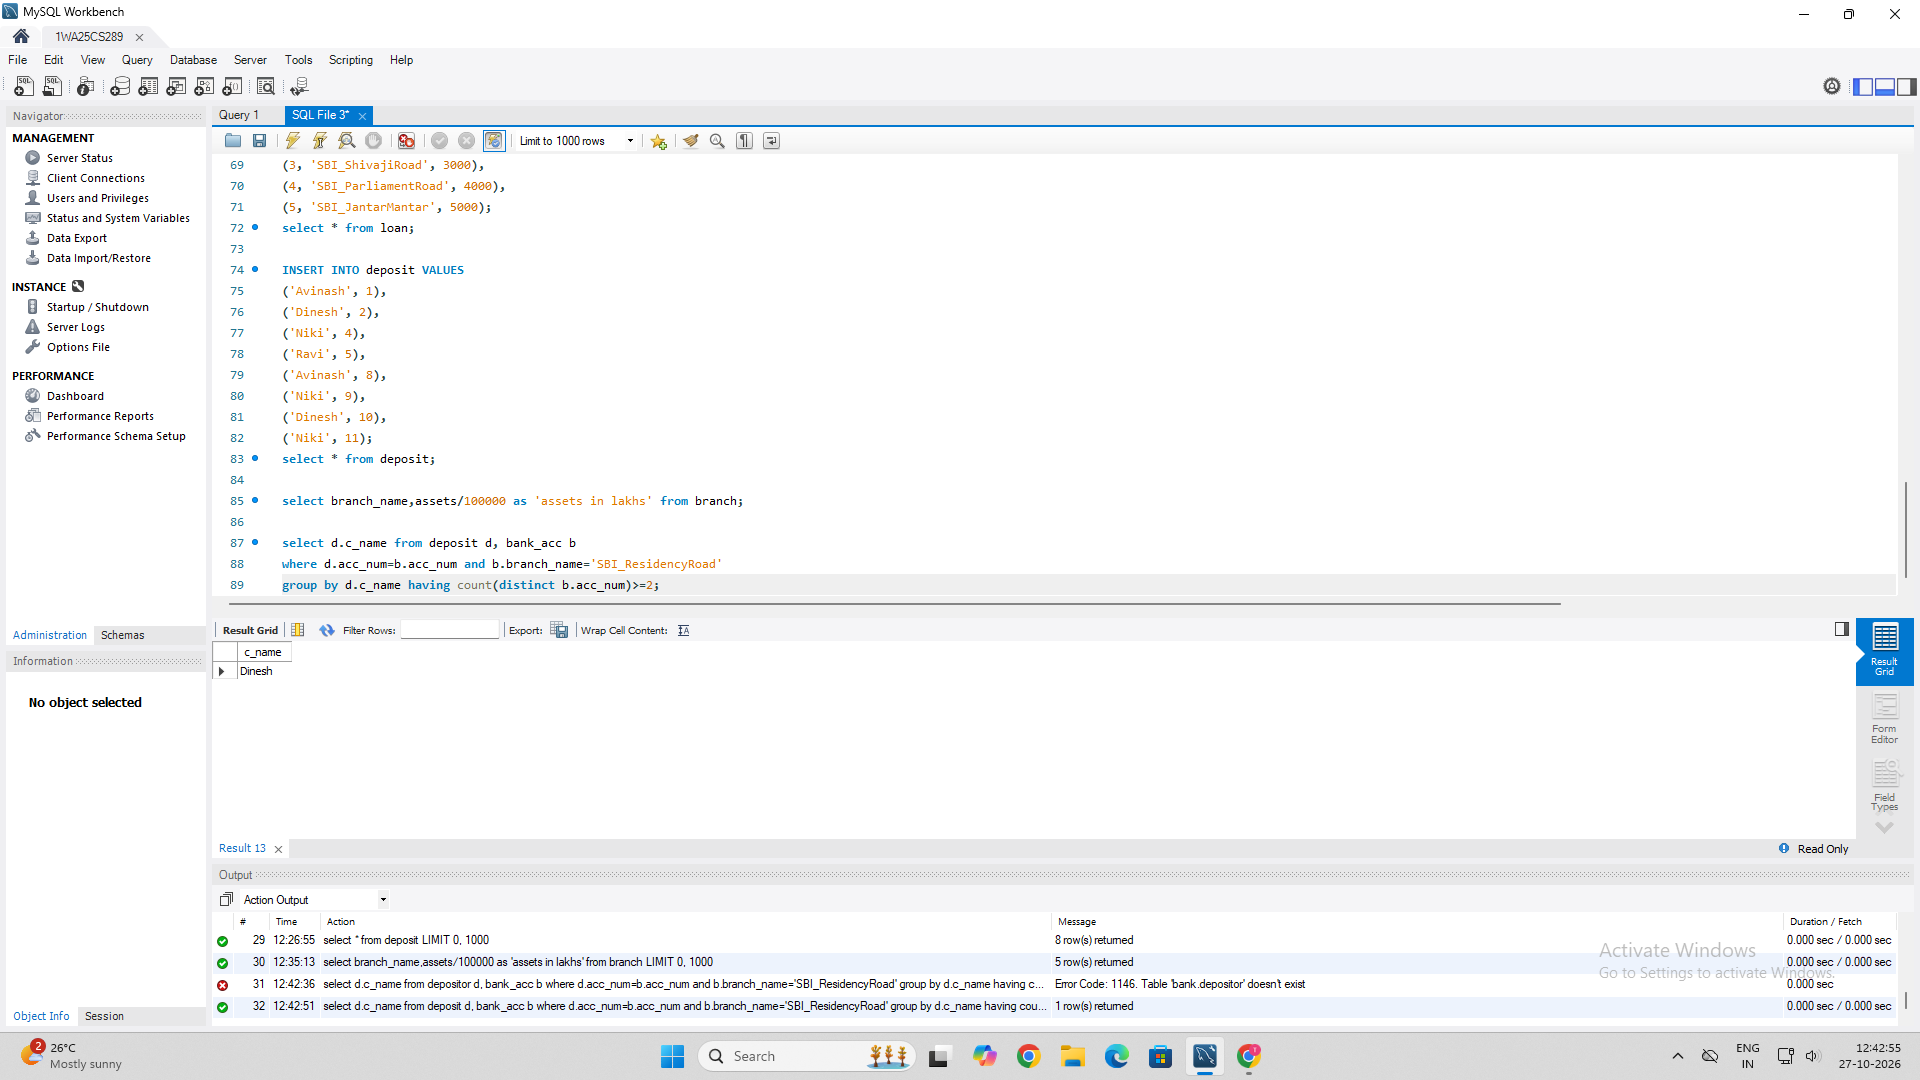 MySQL Workbench
1WA25CS289
File Edit View Query Database Server Tools Scripting Help
Navigator
MANAGEMENT
Server Status
Client Connections
Users and Privileges
Status and System Variables
Data Export
Data Import/Restore
INSTANCE
Startup / Shutdown
Server Logs
Options File
PERFORMANCE
Dashboard
Performance Reports
Performance Schema Setup
Administration Schemas
Information
No object selected
Object Info Session
Query 1 SQL File 3*
Limit to 1000 rows
69 (3, 'SBI_ShivajiRoad', 3000),
70 (4, 'SBI_ParliamentRoad', 4000),
71 (5, 'SBI_JantarMantar', 5000);
72 select * from loan;
73
74 INSERT INTO deposit VALUES
75 ('Avinash', 1),
76 ('Dinesh', 2),
77 ('Niki', 4),
78 ('Ravi', 5),
79 ('Avinash', 8),
80 ('Niki', 9),
81 ('Dinesh', 10),
82 ('Niki', 11);
83 select * from deposit;
84
85 select branch_name,assets/100000 as 'assets in lakhs' from branch;
86
87 select d.c_name from deposit d, bank_acc b
88 where d.acc_num=b.acc_num and b.branch_name='SBI_ResidencyRoad'
89 group by d.c_name having count(distinct b.acc_num)>=2;
Result Grid Filter Rows: Export: Wrap Cell Content:
c_name
Dinesh
Result Grid
Form Editor
Field Types
Result 13
Read Only
Output
Action Output
# Time Action Message Duration / Fetch
29 12:26:55 select * from deposit LIMIT 0, 1000 8 row(s) returned 0.000 sec / 0.000 sec
30 12:35:13 select branch_name,assets/100000 as 'assets in lakhs' from branch LIMIT 0, 1000 5 row(s) returned 0.000 sec / 0.000 sec
31 12:42:36 select d.c_name from depositor d, bank_acc b where d.acc_num=b.acc_num and b.branch_name='SBI_ResidencyRoad' group by d.c_name having c... Error Code: 1146. Table 'bank.depositor' doesn't exist 0.000 sec
32 12:42:51 select d.c_name from deposit d, bank_acc b where d.acc_num=b.acc_num and b.branch_name='SBI_ResidencyRoad' group by d.c_name having cou... 1 row(s) returned 0.000 sec / 0.000 sec
Activate Windows
Go to Settings to activate Windows.
2
26°C
Mostly sunny
Search
ENG
IN
12:42:55
27-10-2026